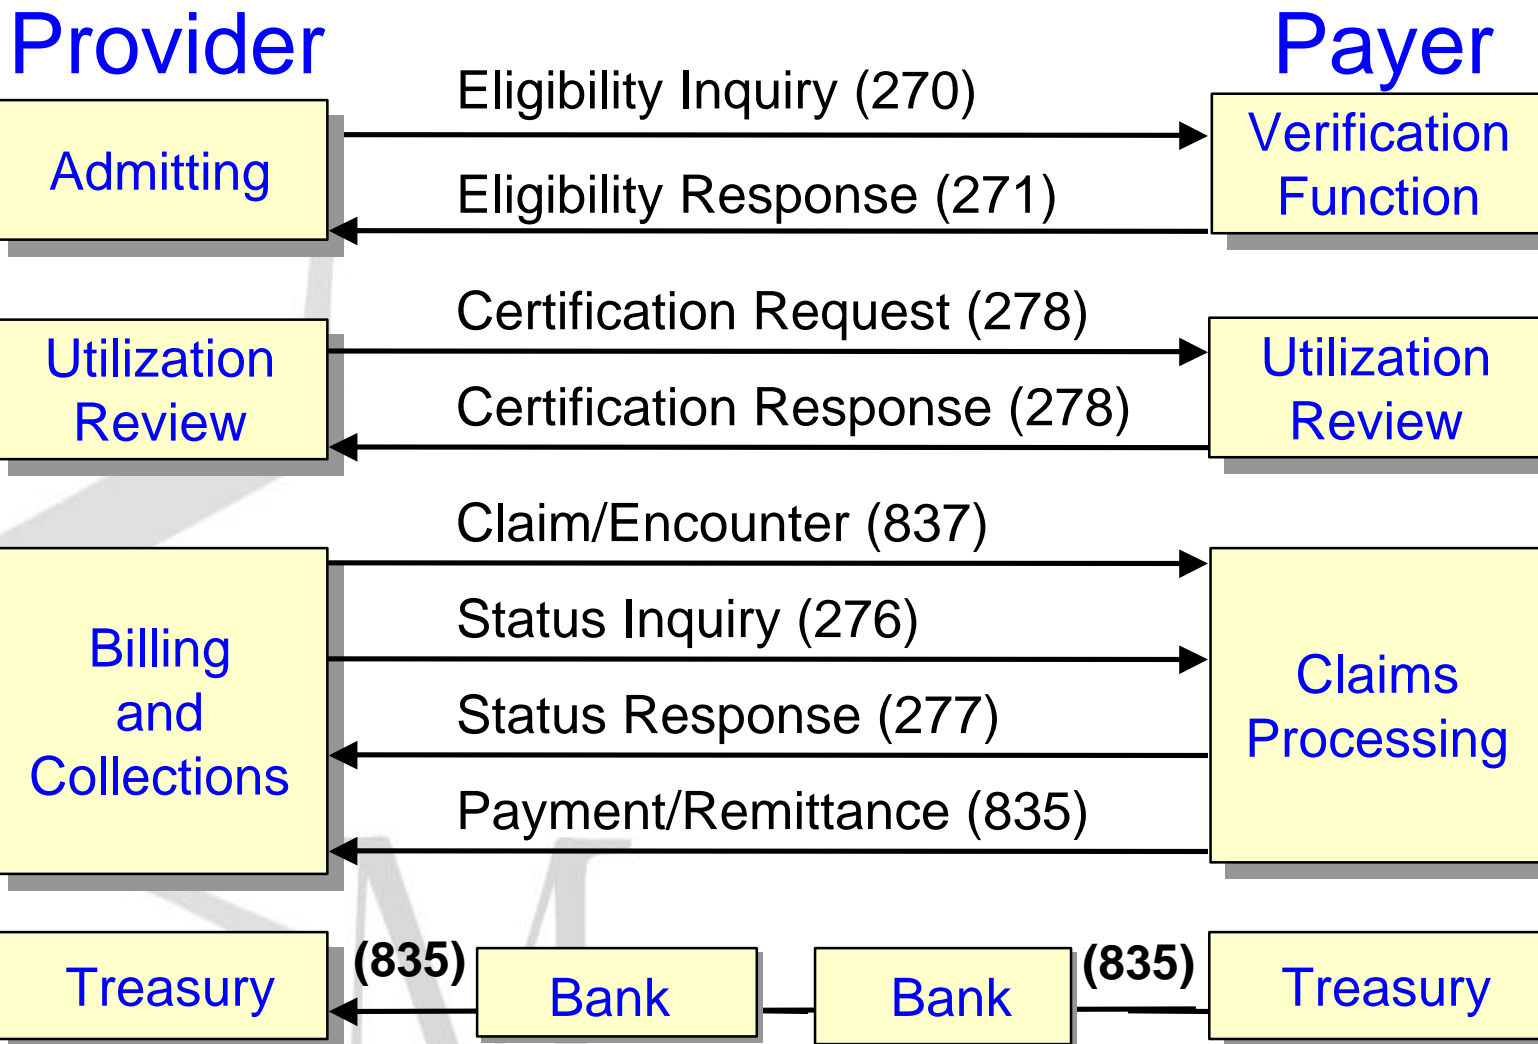 Provider
Payer
Eligibility Inquiry (270)
Admitting
Verification
Function
Eligibility Response (271)
Certification Request (278)
Utilization
Review
Utilization
Review
Certification Response (278)
Claim/Encounter (837)
Status Inquiry (276)
Billing
and
Collections
Claims
Processing
Status Response (277)
Payment/Remittance (835)
Treasury
(835)
Bank
Bank
(835)
Treasury